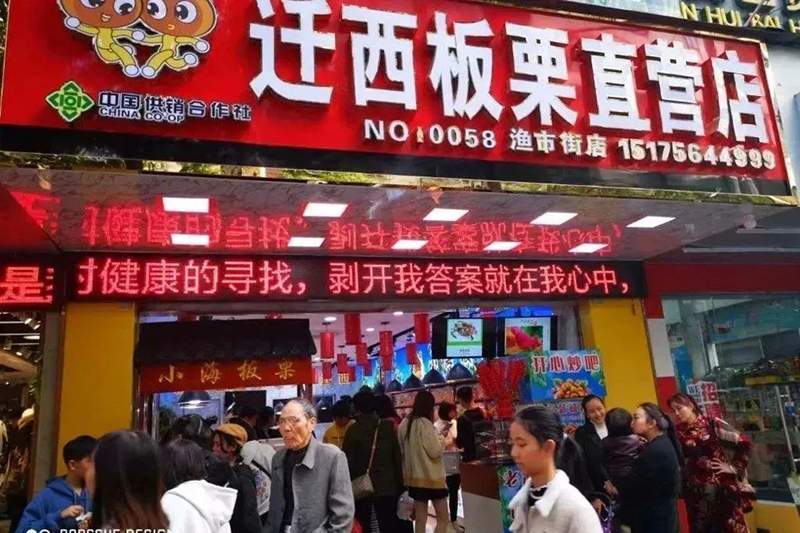 迁西板栗直营店
中国供销合作社
CHINA CO-OP
NO:0058 渔市街店 15175644999
对健康的寻找，剥开我答案就在我心中，
小海板栗
开心炒吧